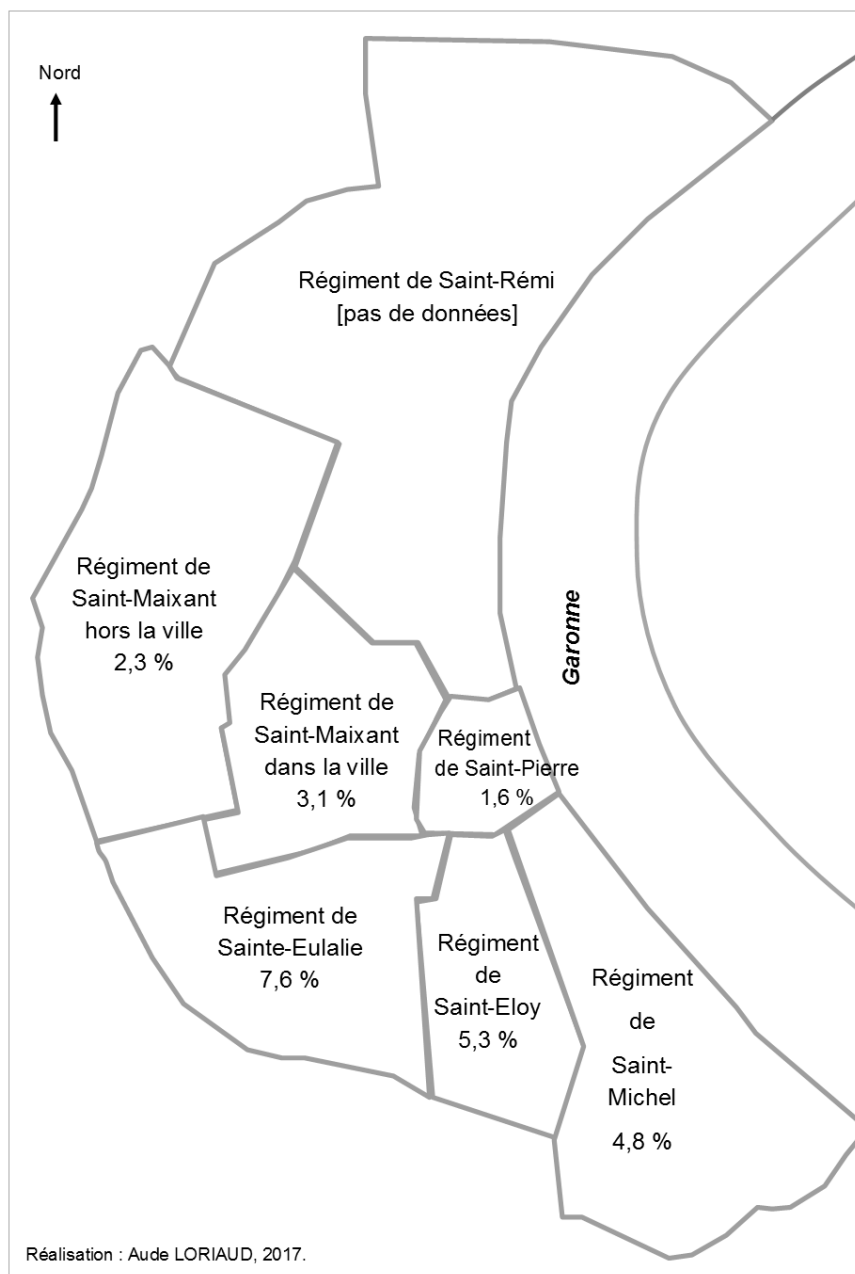 Nord
Régiment de Saint-Rémi
[pas de données]
Régiment de
Saint-Maixant
hors la ville
2,3 %
Garonne
Régiment de
Saint-Maixant
dans la ville
3,1 %
Régiment
de Saint-Pierre
1,6 %
Régiment de
Sainte-Eulalie
7,6 %
Régiment
de
Saint-Eloy
5,3 %
Régiment
de
Saint-
Michel
4,8 %
Réalisation : Aude LORIAUD, 2017.